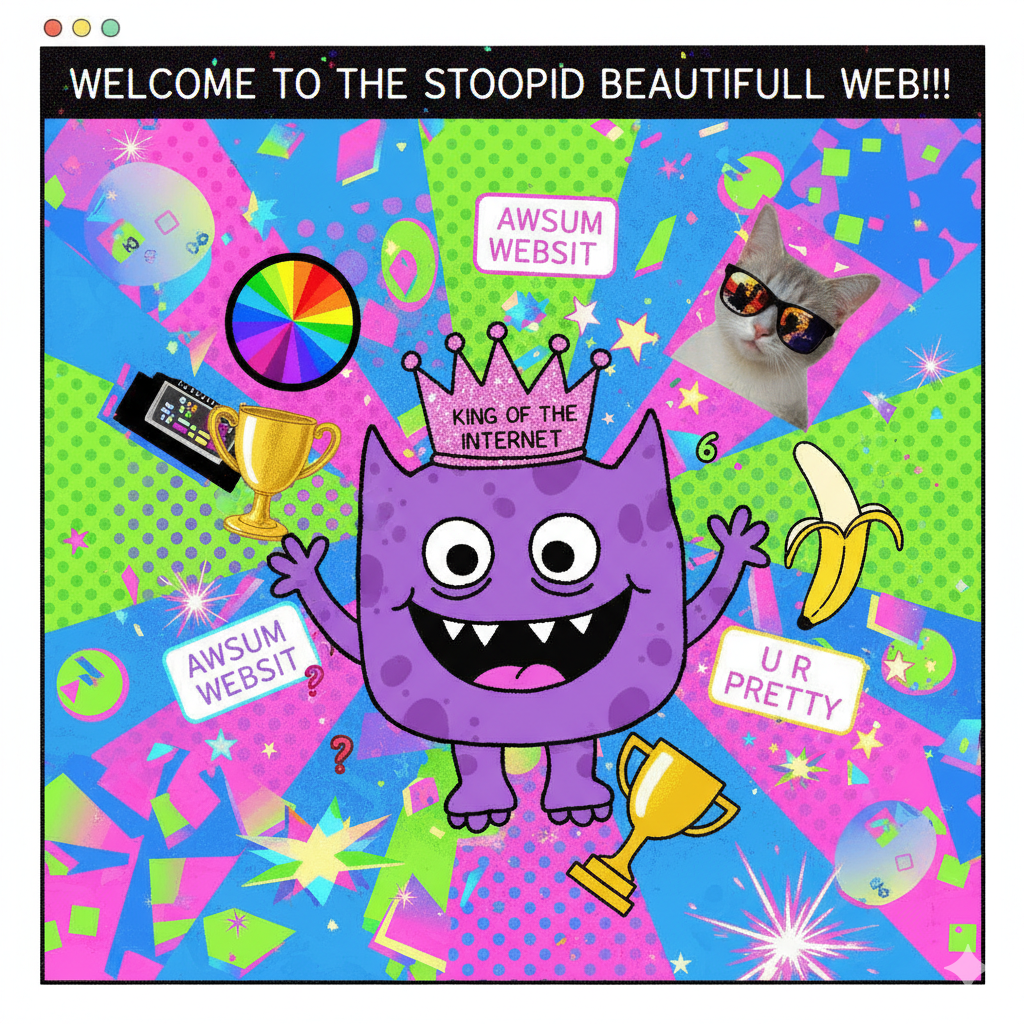 WELCOME TO THE STOOPID BEAUTIFULL WEB!!!
AWSUM
WEBSIT
KING OF THE
INTERNET
6
AWSUM
WEBSIT
?
?
U R
PRETTY